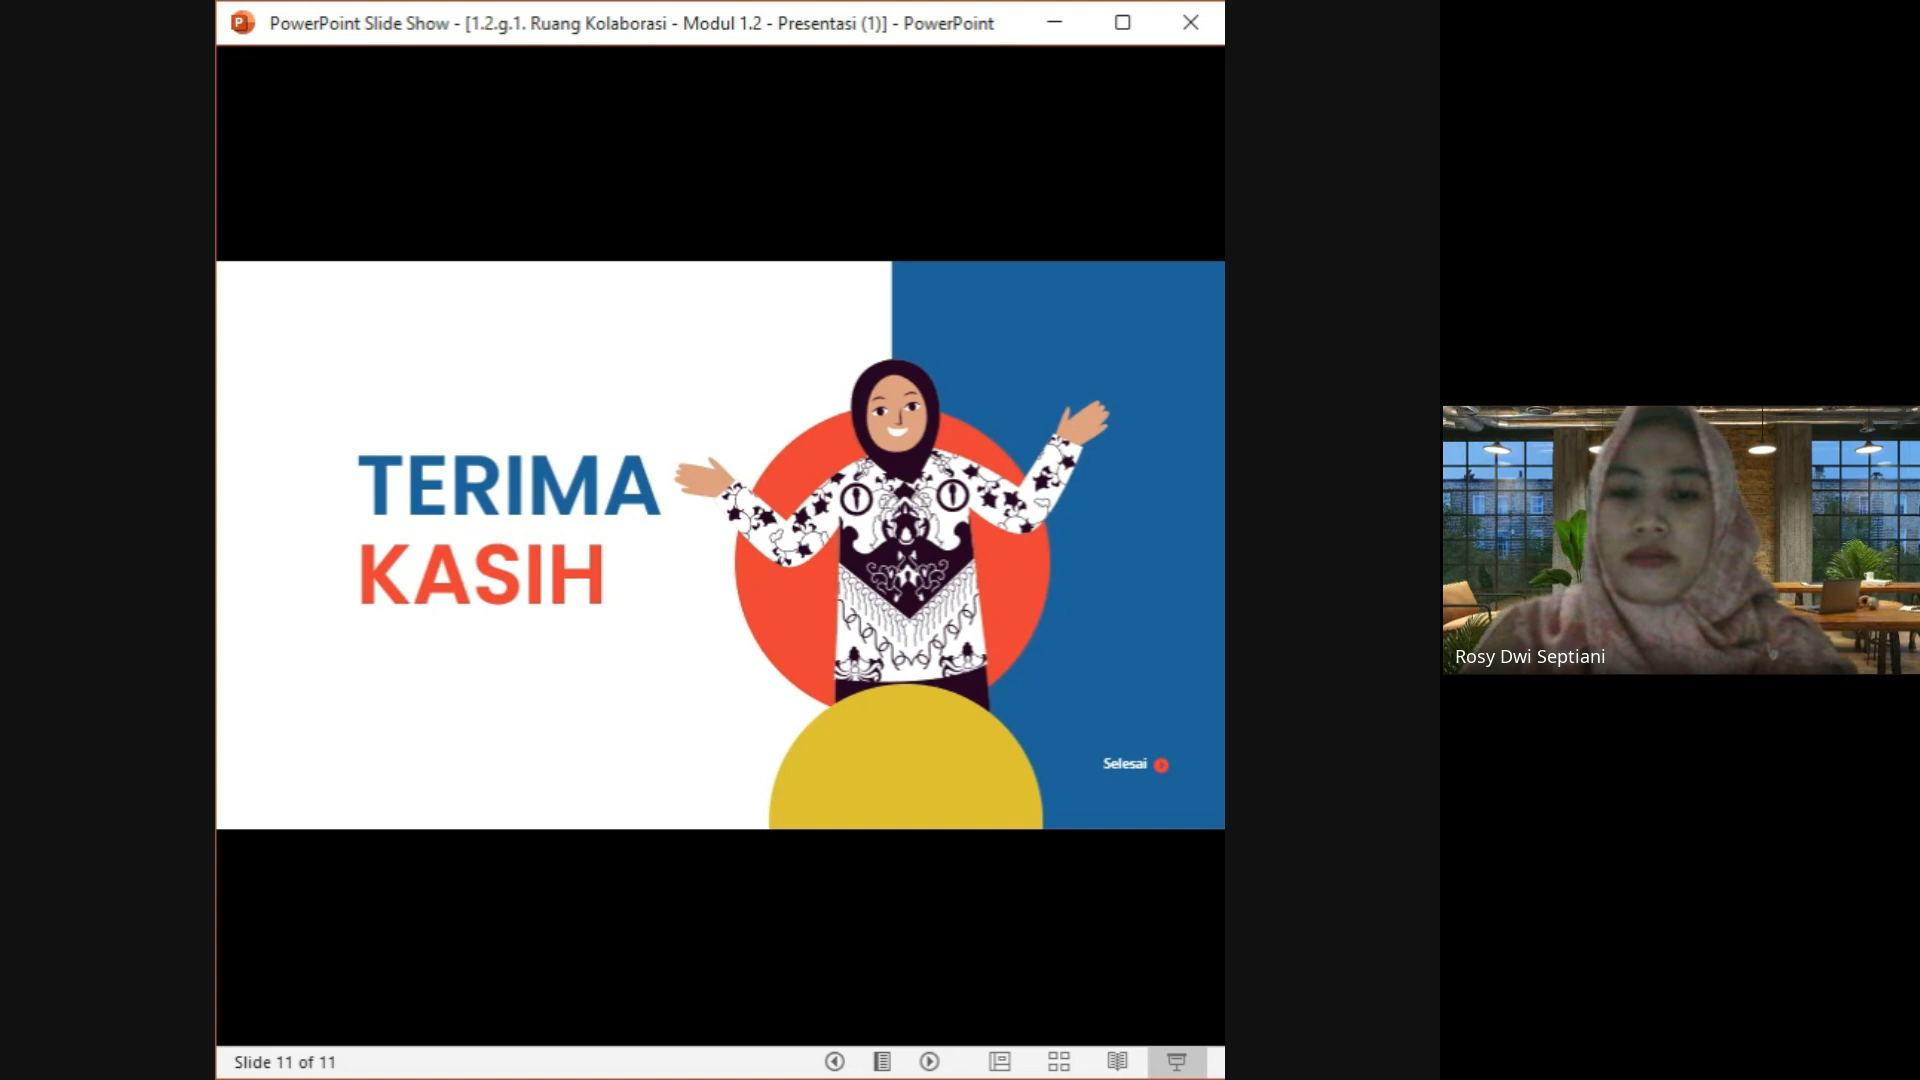 PowerPoint Slide Show - [1.2.g.1. Ruang Kolaborasi - Modul 1.2 - Presentasi (1)] - PowerPoint
TERIMA
KASIH
Selesai
Rosy Dwi Septiani
Slide 11 of 11